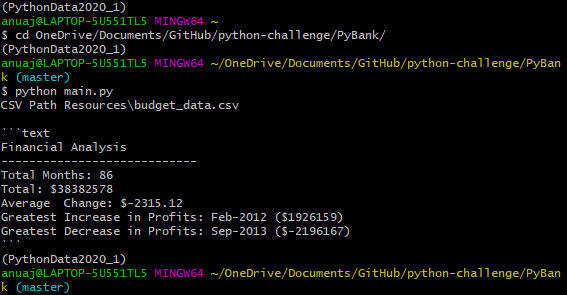 (PythonData2020_1)
anuaj@LAPTOP-5U551TL5 MINGW64 ~
$ cd OneDrive/Documents/GitHub/python-challenge/PyBank/
(PythonData2020_1)
anuaj@LAPTOP-5U551TL5 MINGW64 ~/OneDrive/Documents/GitHub/python-challenge/PyBan
k (master)
$ python main.py
CSV Path Resources\budget_data.csv

```text
Financial Analysis
----------------------------
Total Months: 86
Total: $38382578
Average  Change: $-2315.12
Greatest Increase in Profits: Feb-2012 ($1926159)
Greatest Decrease in Profits: Sep-2013 ($-2196167)
```
(PythonData2020_1)
anuaj@LAPTOP-5U551TL5 MINGW64 ~/OneDrive/Documents/GitHub/python-challenge/PyBan
k (master)